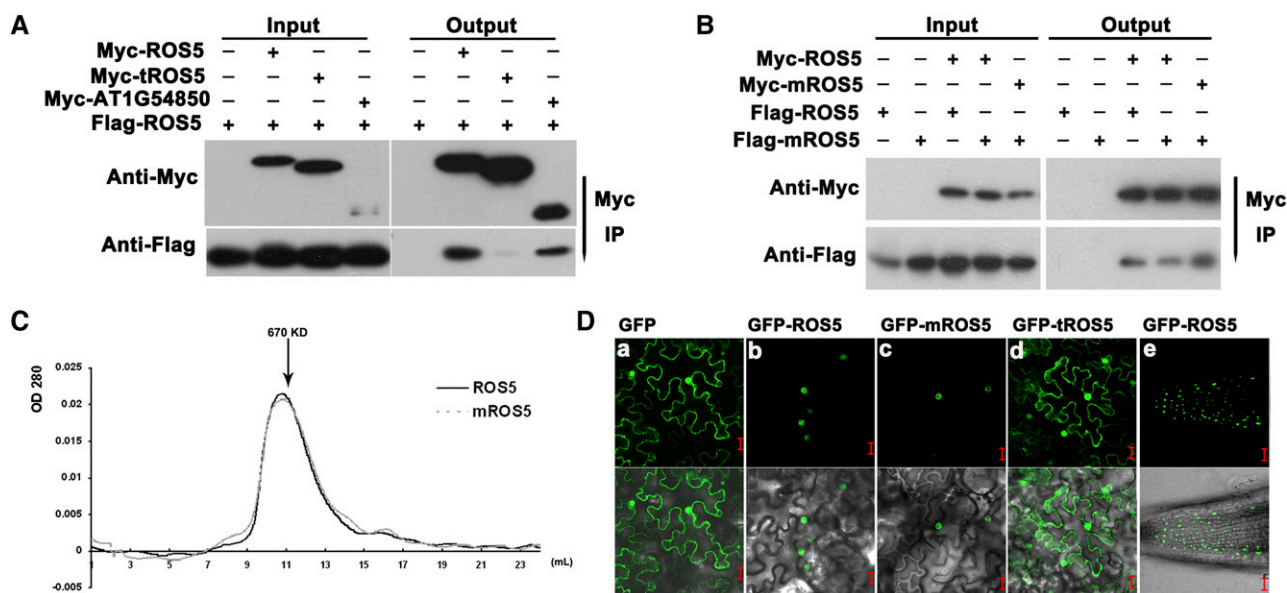 A
Input Output
Myc-ROS5 – + – – – + – –
Myc-tROS5 – – + – – – + –
Myc-AT1G54850 – – – + – – – +
Flag-ROS5 + + + + + + + +
Anti-Myc
Anti-Flag
Myc
IP
B
Input Output
Myc-ROS5 – – + + – – – + + –
Myc-mROS5 – – – – + – – – – +
Flag-ROS5 + – + – – + – + – –
Flag-mROS5 – + – + + – + – + +
Anti-Myc
Anti-Flag
Myc
IP
C
670 KD
OD 280
0.025
0.02
0.015
0.01
0.005
0
-0.005
1 3 5 7 9 11 13 15 17 19 21 23 (mL)
ROS5
mROS5
D
GFP GFP-ROS5 GFP-mROS5 GFP-tROS5 GFP-ROS5
a b c d e